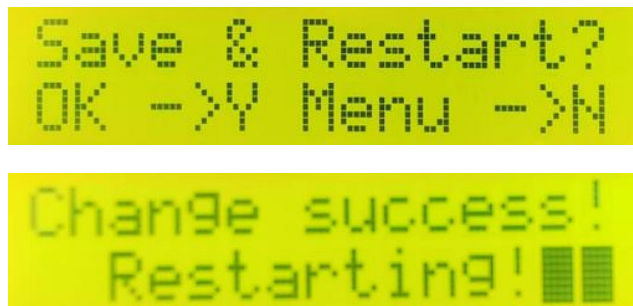 Save & Restart?
OK ->Y Menu ->N
Change success!
Restarting!